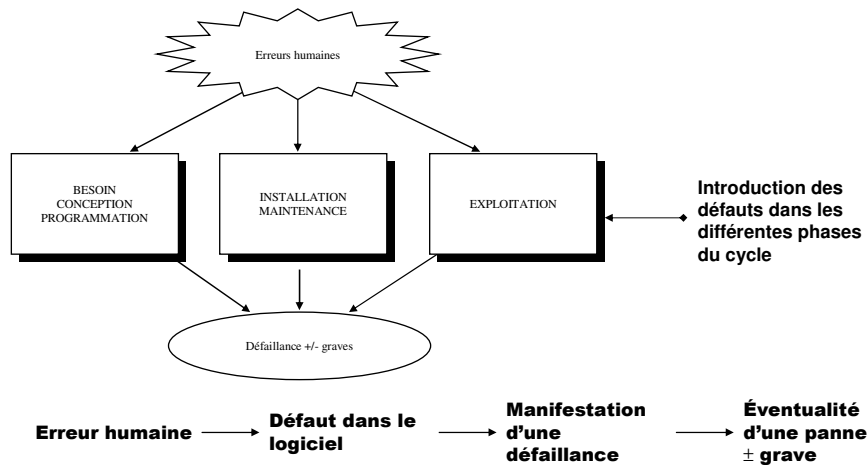 Erreurs humaines
BESOIN
CONCEPTION
PROGRAMMATION
INSTALLATION
MAINTENANCE
EXPLOITATION
Introduction des
défauts dans les
différentes phases
du cycle
Défaillance +/- graves
Erreur humaine
Défaut dans le
logiciel
Manifestation
d'une
défaillance
Éventualité
d'une panne
± grave